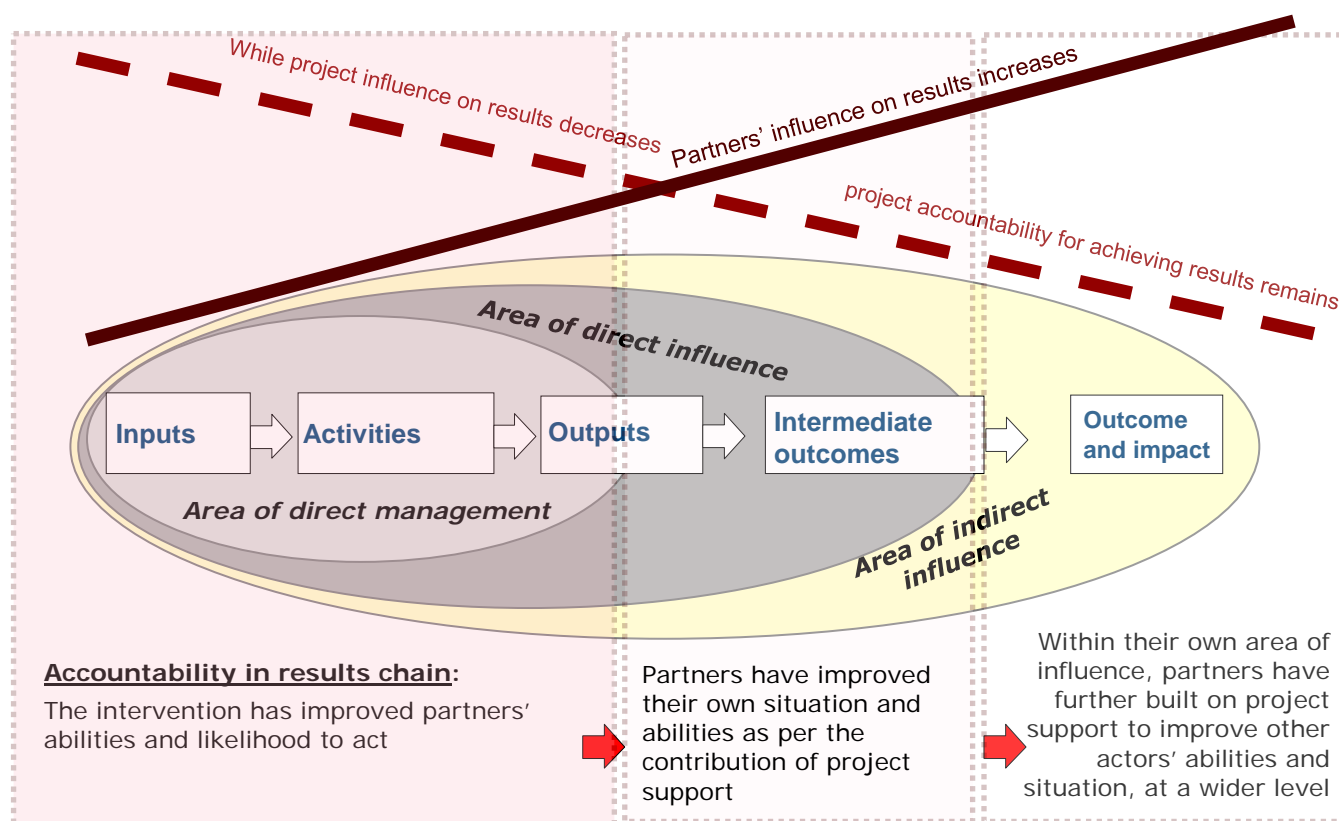 While project influence on results decreases
Partners’ influence on results increases
project accountability for achieving results remains
Area of direct influence
Inputs
Activities
Outputs
Intermediate
outcomes
Outcome
and impact
Area of direct management
Area of indirect
influence
Accountability in results chain:
The intervention has improved partners’
abilities and likelihood to act
Partners have improved
their own situation and
abilities as per the
contribution of project
support
Within their own area of
influence, partners have
further built on project
support to improve other
actors’ abilities and
situation, at a wider level